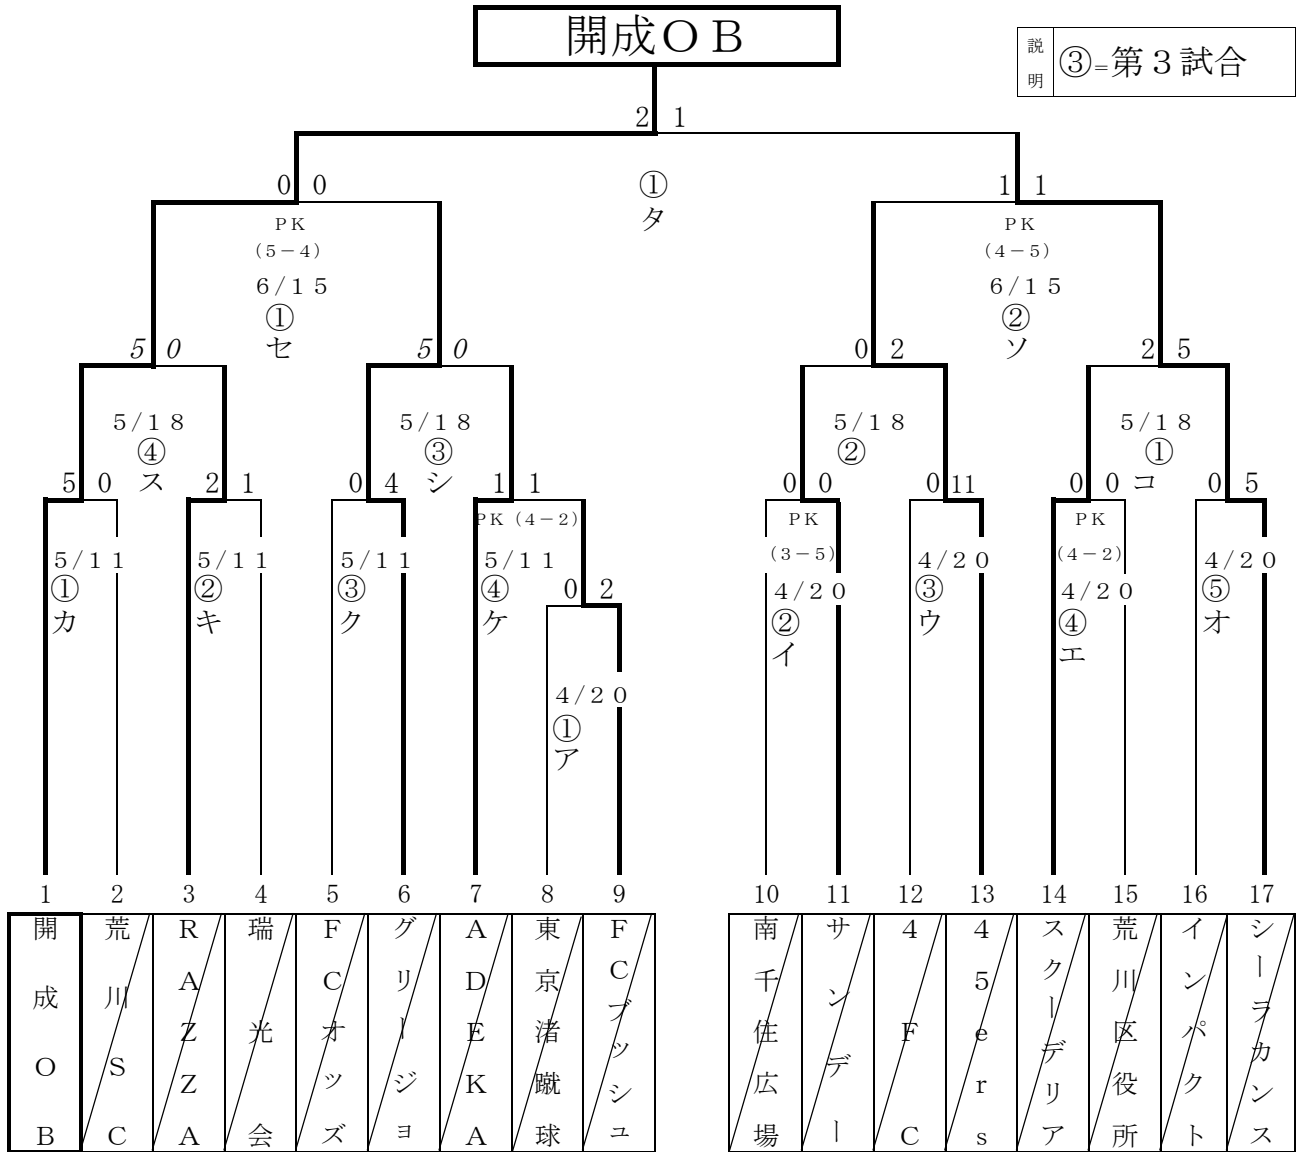 開成ＯＢ
説明
③=第３試合
2 1
①
タ
0 0
ＰＫ
(５－４)
６/１５
①
セ
1 1
ＰＫ
(４－５)
６/１５
②
ソ
5 0
５/１８
④
ス
5 0
５/１８
③
シ
0 2
５/１８
②
2 5
５/１８
①
コ
5 0
５/１１
①
カ
2 1
５/１１
②
キ
0 4
５/１１
③
ク
1 1
ＰＫ (４－２)
５/１１
④
ケ
0 2
４/２０
①
ア
0 0
ＰＫ
(３－５)
４/２０
②
イ
0 11
４/２０
③
ウ
0 0
ＰＫ
(４－２)
４/２０
④
エ
0 5
４/２０
⑤
オ
1 2 3 4 5 6 7 8 9 10 11 12 13 14 15 16 17
開成ＯＢ
荒川ＳＣ
ＲＡＺＺＡ
瑞光会
ＦＣオッズ
グリージョ
ＡＤＥＫＡ
東京渚蹴球
ＦＣブッシュ
南千住広場
サンデー
４ＦＣ
４５ｅｒｓ
スクーデリア
荒川区役所
インパクト
シーラカンス